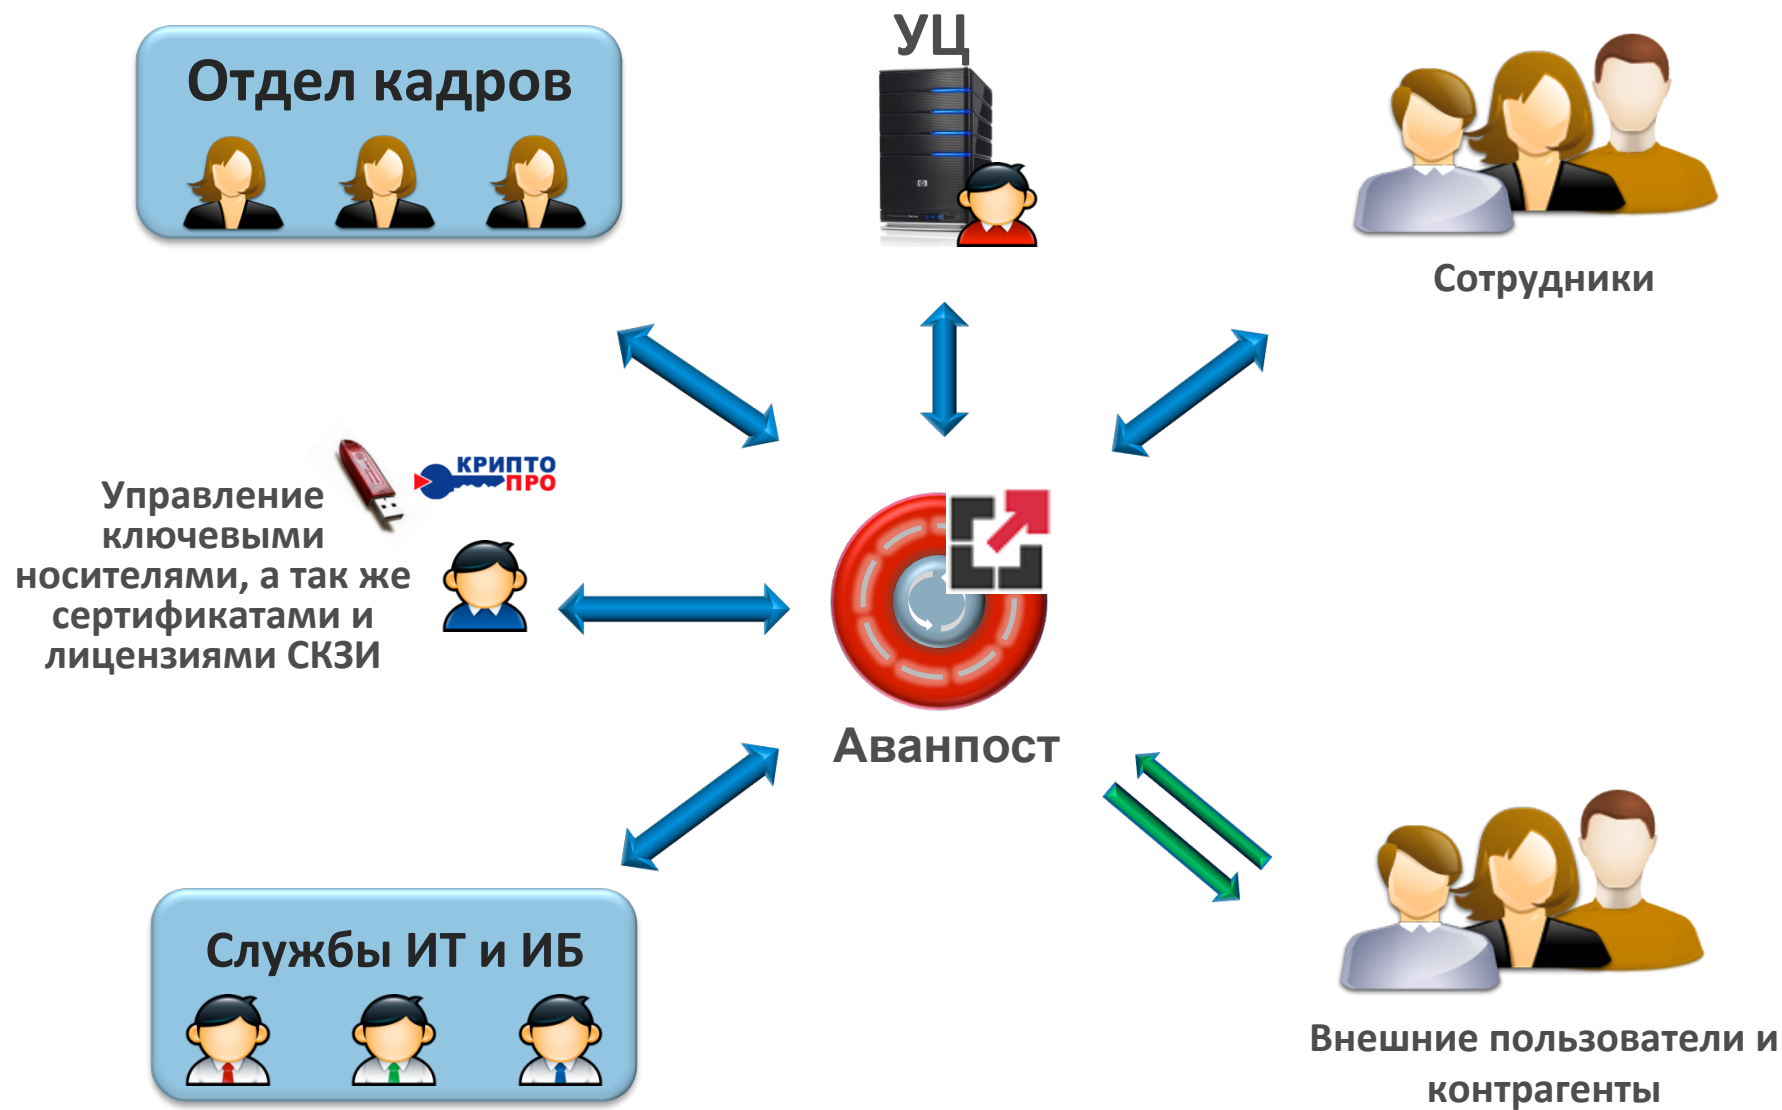 Отдел кадров
УЦ
Сотрудники
КРИПТО
ПРО
Управление
ключевыми
носителями, а так же
сертификатами и
лицензиями СКЗИ
Аванпост
Службы ИТ и ИБ
Внешние пользователи и
контрагенты